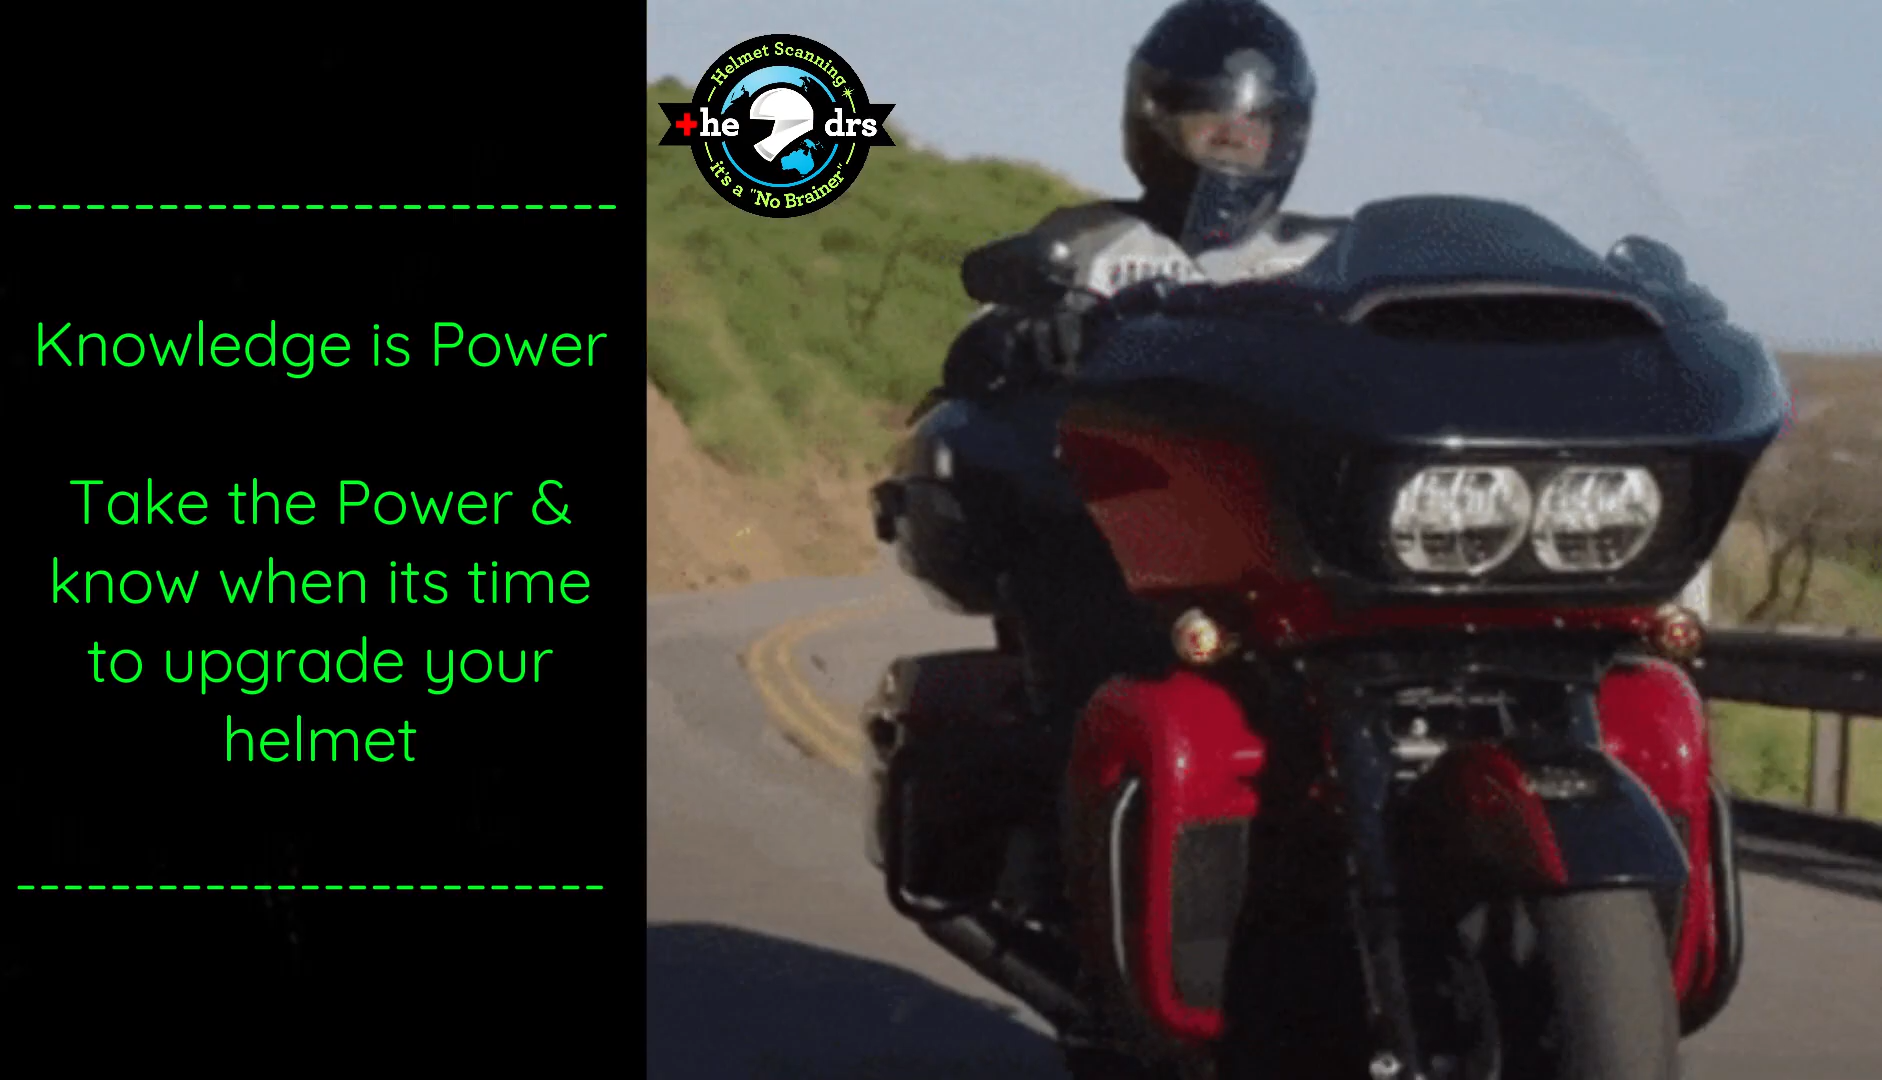 Helmet Scanning
he drs
it's a "No Brainer"
Knowledge is Power
Take the Power &
know when its time
to upgrade your
helmet